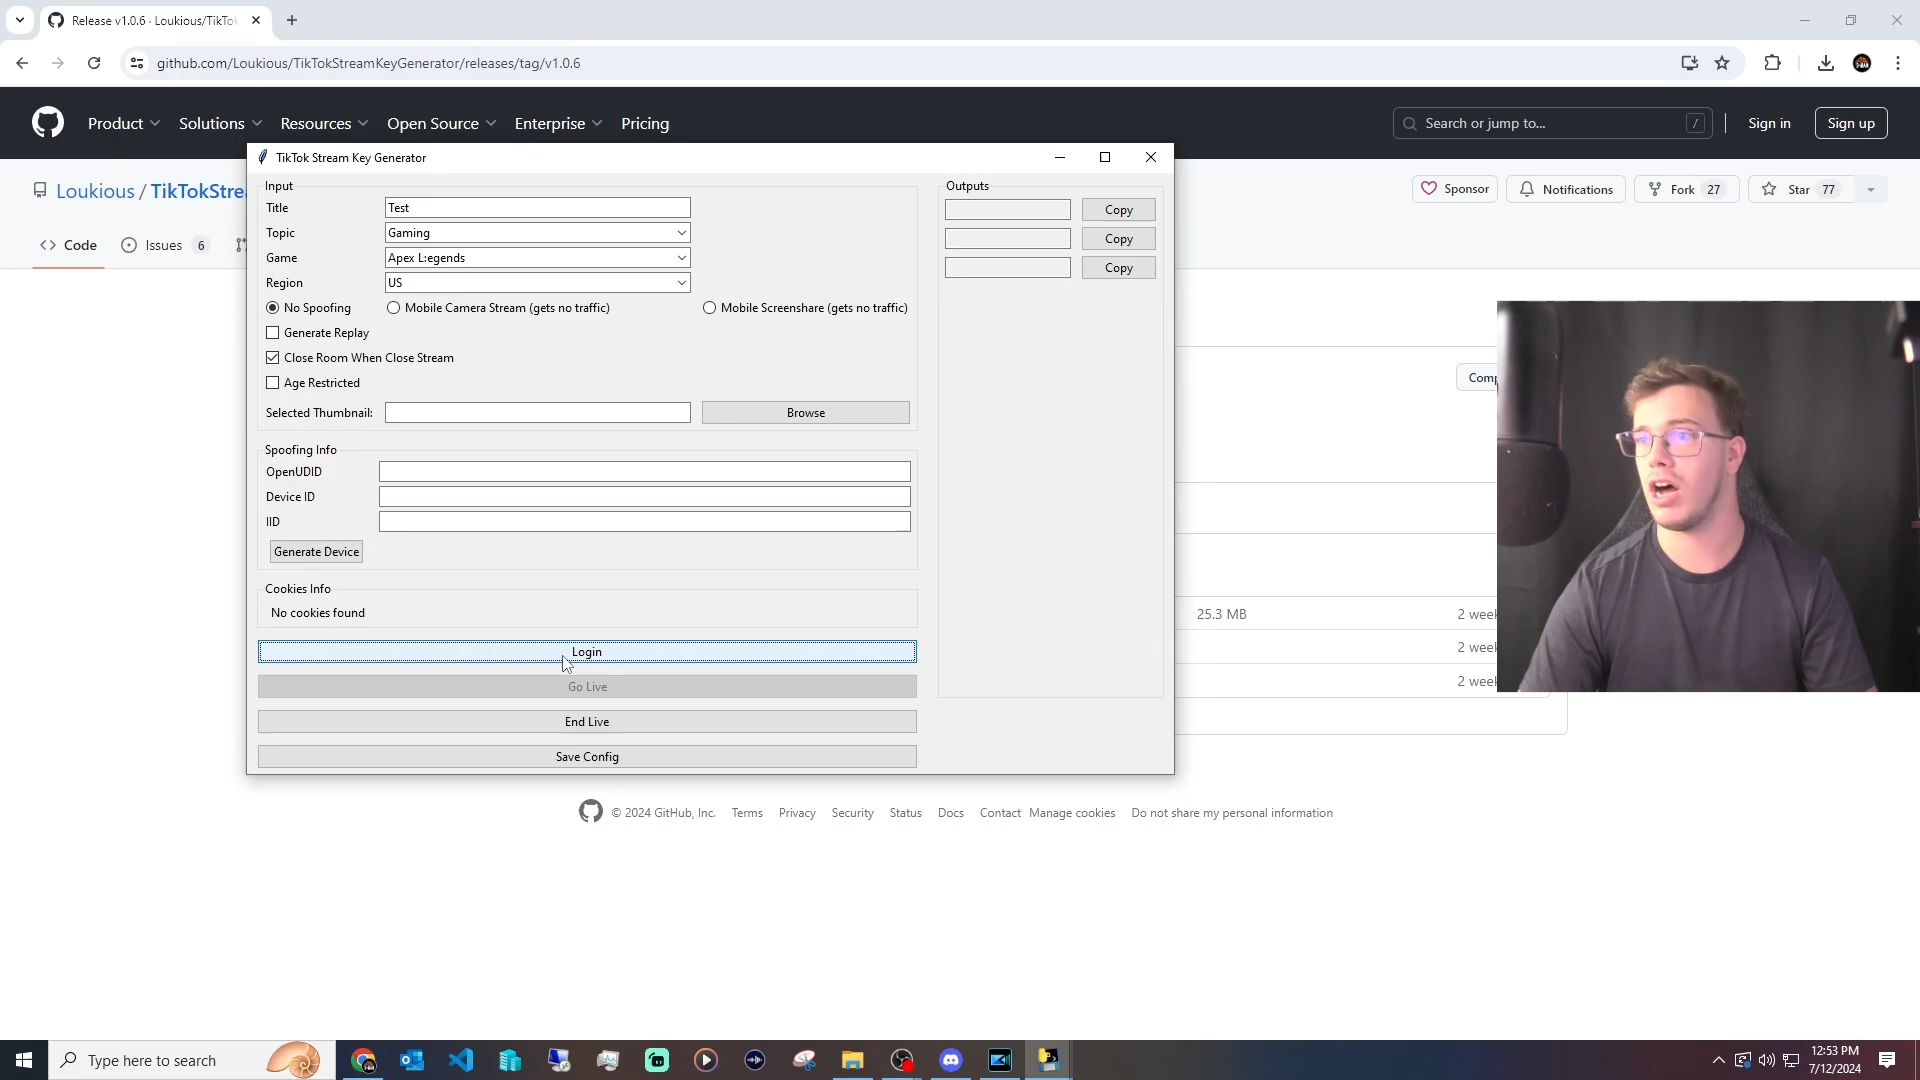 Release v1.0.6 · Loukious/TikTo
github.com/Loukious/TikTokStreamKeyGenerator/releases/tag/v1.0.6
Product
Solutions
Resources
Open Source
Enterprise
Pricing
Search or jump to...
/
Sign in
Sign up
Loukious / TikTokStrea
Sponsor
Notifications
Fork 27
Star 77
Code
Issues 6
TikTok Stream Key Generator
Input
Title
Test
Topic
Gaming
Game
Apex L:egends
Region
US
No Spoofing
Mobile Camera Stream (gets no traffic)
Mobile Screenshare (gets no traffic)
Generate Replay
Close Room When Close Stream
Age Restricted
Selected Thumbnail:
Browse
Spoofing Info
OpenUDID
Device ID
IID
Generate Device
Cookies Info
No cookies found
Login
Go Live
End Live
Save Config
Outputs
Copy
Copy
Copy
Comp
25.3 MB
2 week
2 week
2 week
© 2024 GitHub, Inc.
Terms
Privacy
Security
Status
Docs
Contact
Manage cookies
Do not share my personal information
Type here to search
12:53 PM
7/12/2024